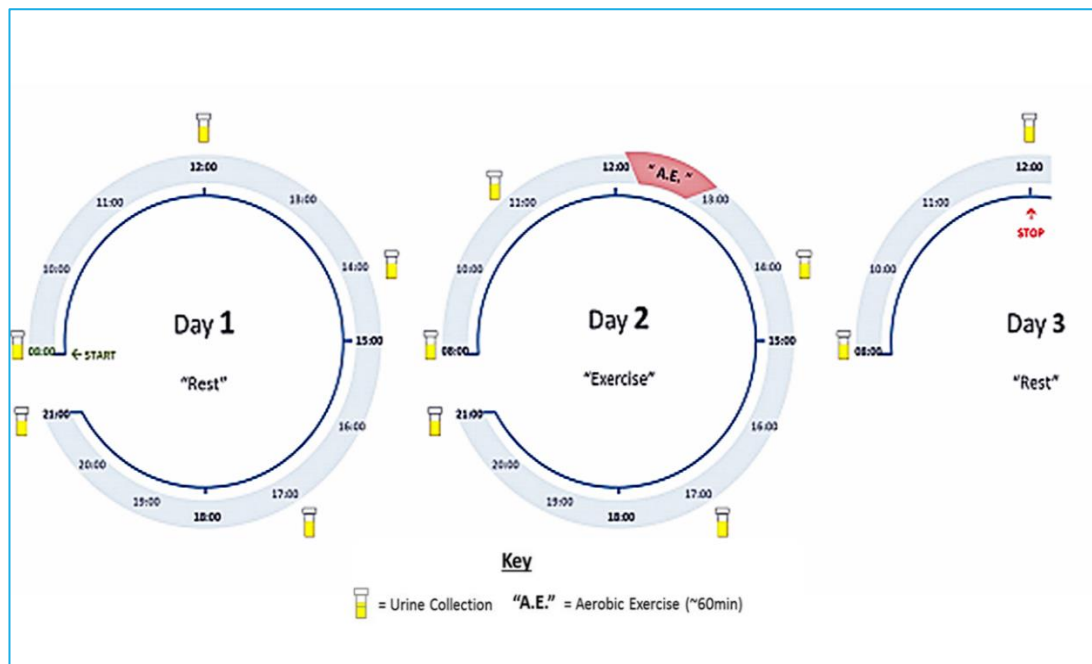 12:00
11:00
13:00
10:00
14:00
Day 1
00:00
← START
15:00
"Rest"
21:00
16:00
20:00
19:00
17:00
18:00
12:00
"A.E."
11:00
13:00
10:00
14:00
Day 2
08:00
15:00
"Exercise"
21:00
16:00
20:00
19:00
17:00
18:00
12:00
11:00
STOP
10:00
Day 3
08:00
"Rest"
Key
= Urine Collection "A.E." = Aerobic Exercise (~60min)